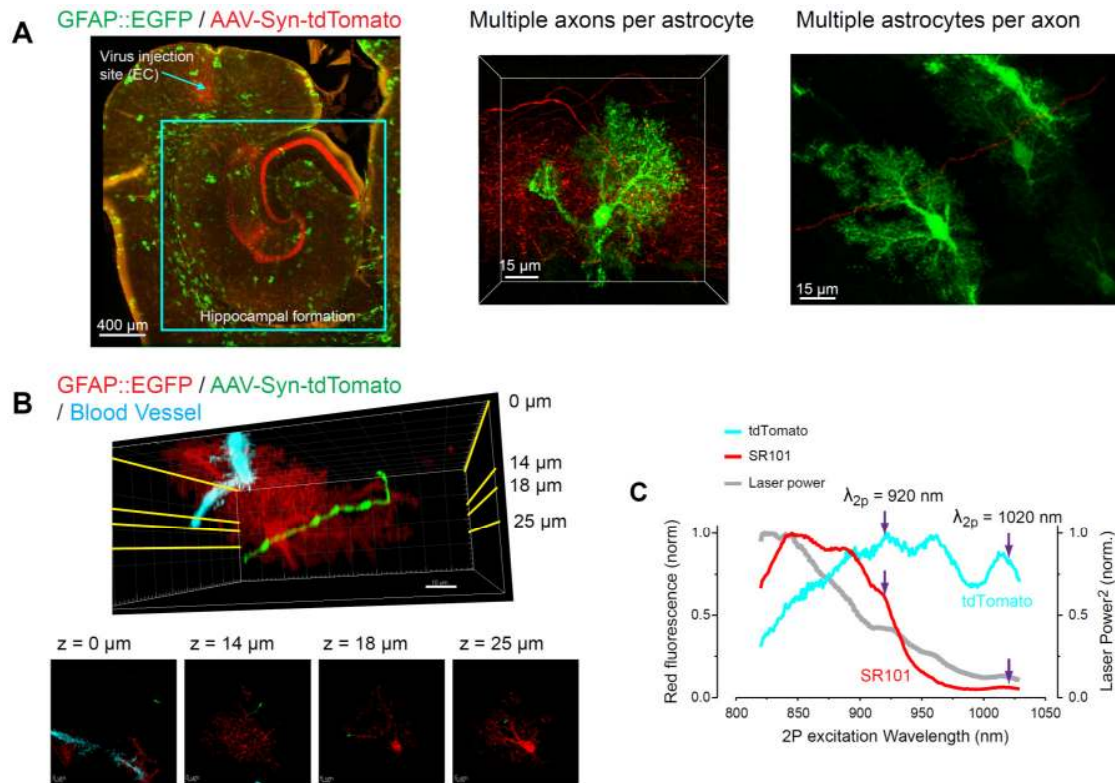 A
GFAP::EGFP / AAV-Syn-tdTomato
Virus injection
site (EC)
Hippocampal formation
400 µm
Multiple axons per astrocyte
15 µm
Multiple astrocytes per axon
15 µm
B
GFAP::EGFP / AAV-Syn-tdTomato
/ Blood Vessel
0 µm
14 µm
18 µm
25 µm
z = 0 µm
z = 14 µm
z = 18 µm
z = 25 µm
C
tdTomato
SR101
Laser power
λ2p = 920 nm
λ2p = 1020 nm
Red fluorescence (norm.)
1.0
0.5
0.0
tdTomato
SR101
1.0
0.5
0.0
Laser Power² (norm.)
800
850
900
950
1000
1050
2P excitation Wavelength (nm)